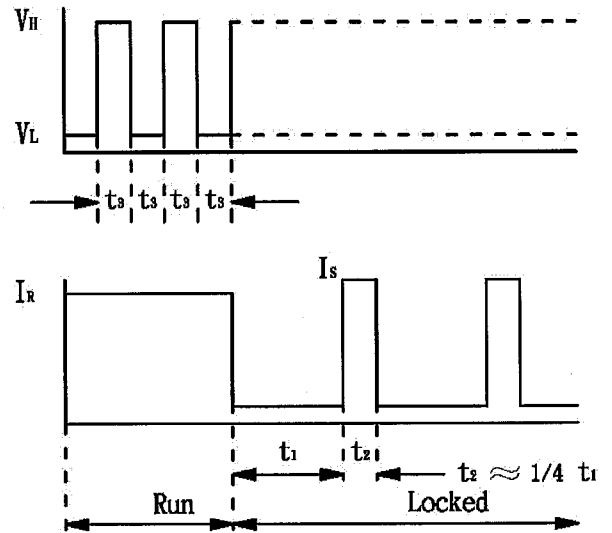 VH
VL
t3 t3 t3 t3
IR
IS
t1 t2
t2 ≈ 1/4 t1
Run Locked